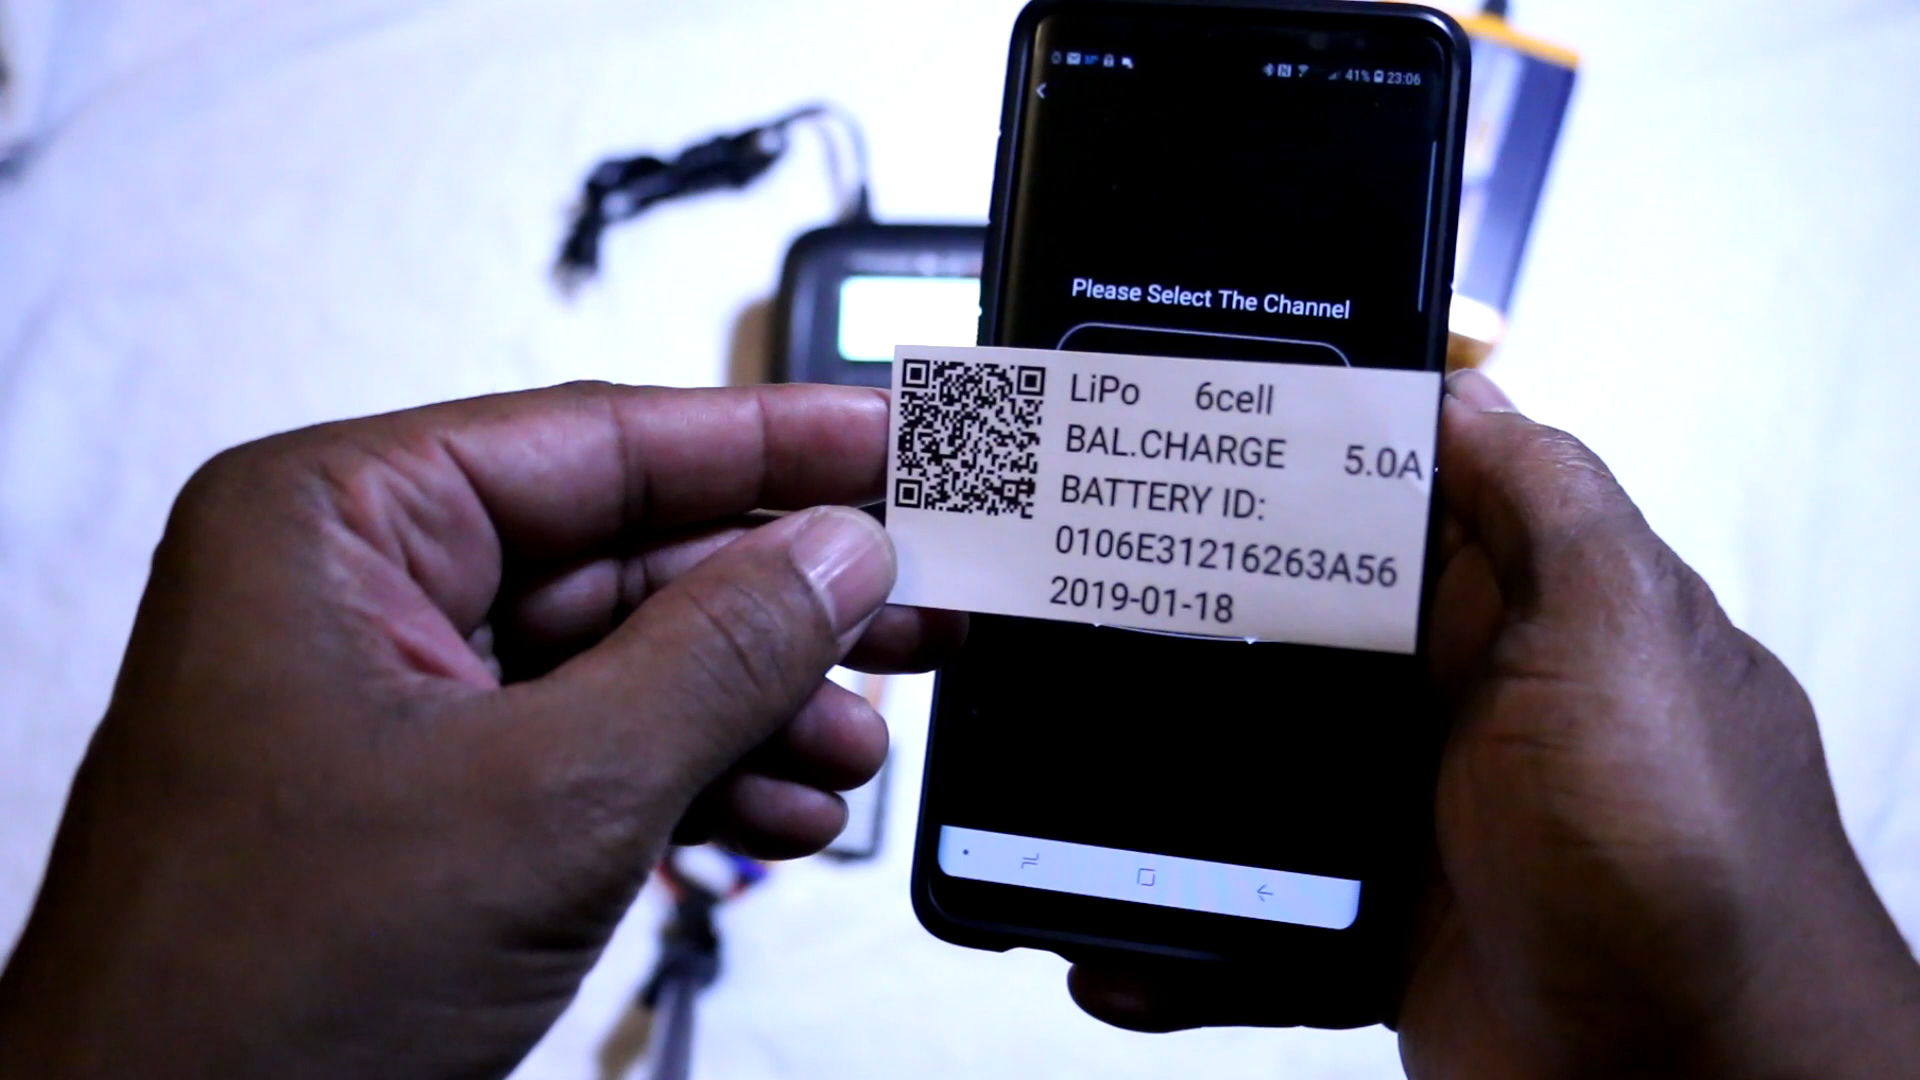 41% 23:06
Please Select The Channel
LiPo 6cell
BAL.CHARGE 5.0A
BATTERY ID:
0106E31216263A56
2019-01-18